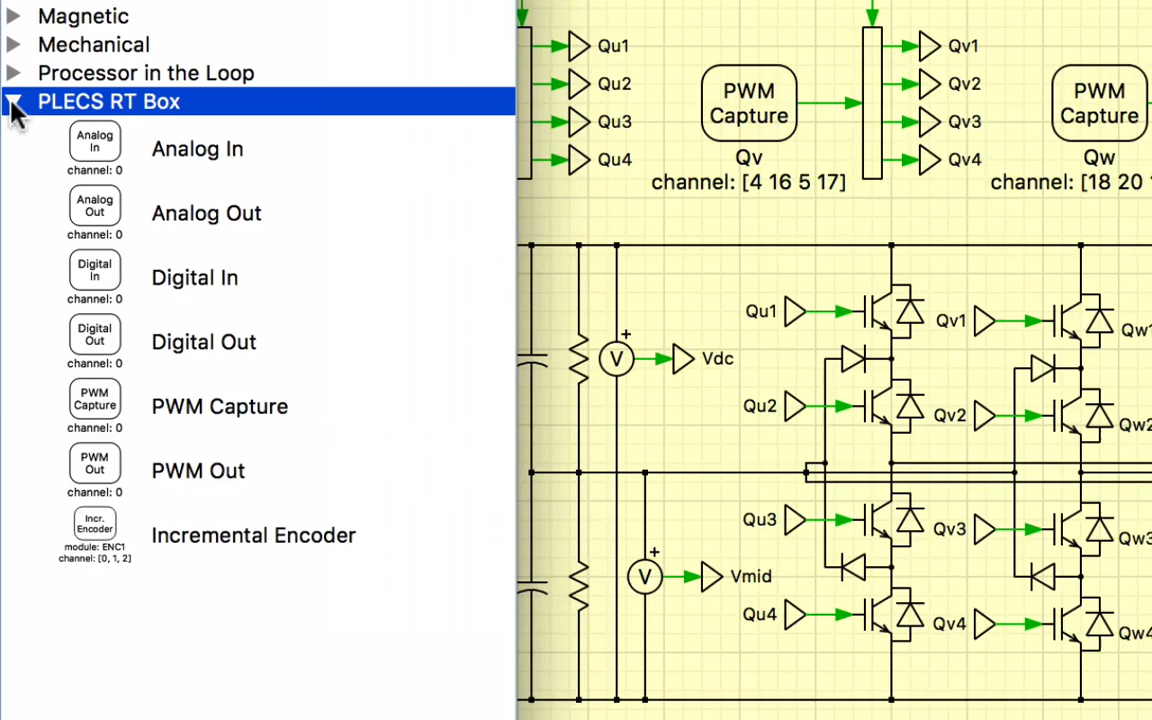 Magnetic
Mechanical
Processor in the Loop
PLECS RT Box
Analog
In
channel: 0
Analog In
Analog
Out
channel: 0
Analog Out
Digital
In
channel: 0
Digital In
Digital
Out
channel: 0
Digital Out
PWM
Capture
channel: 0
PWM Capture
PWM
Out
channel: 0
PWM Out
Incr.
Encoder
module: ENC1
channel: [0, 1, 2]
Incremental Encoder
Qu1
Qu2
Qu3
Qu4
PWM
Capture
Qv
channel: [4 16 5 17]
Qv1
Qv2
Qv3
Qv4
PWM
Capture
Qw
channel: [18 20
V
+
Vdc
V
+
Vmid
Qu1
Qu2
Qu3
Qu4
Qv1
Qv2
Qv3
Qv4
Qw1
Qw2
Qw3
Qw4